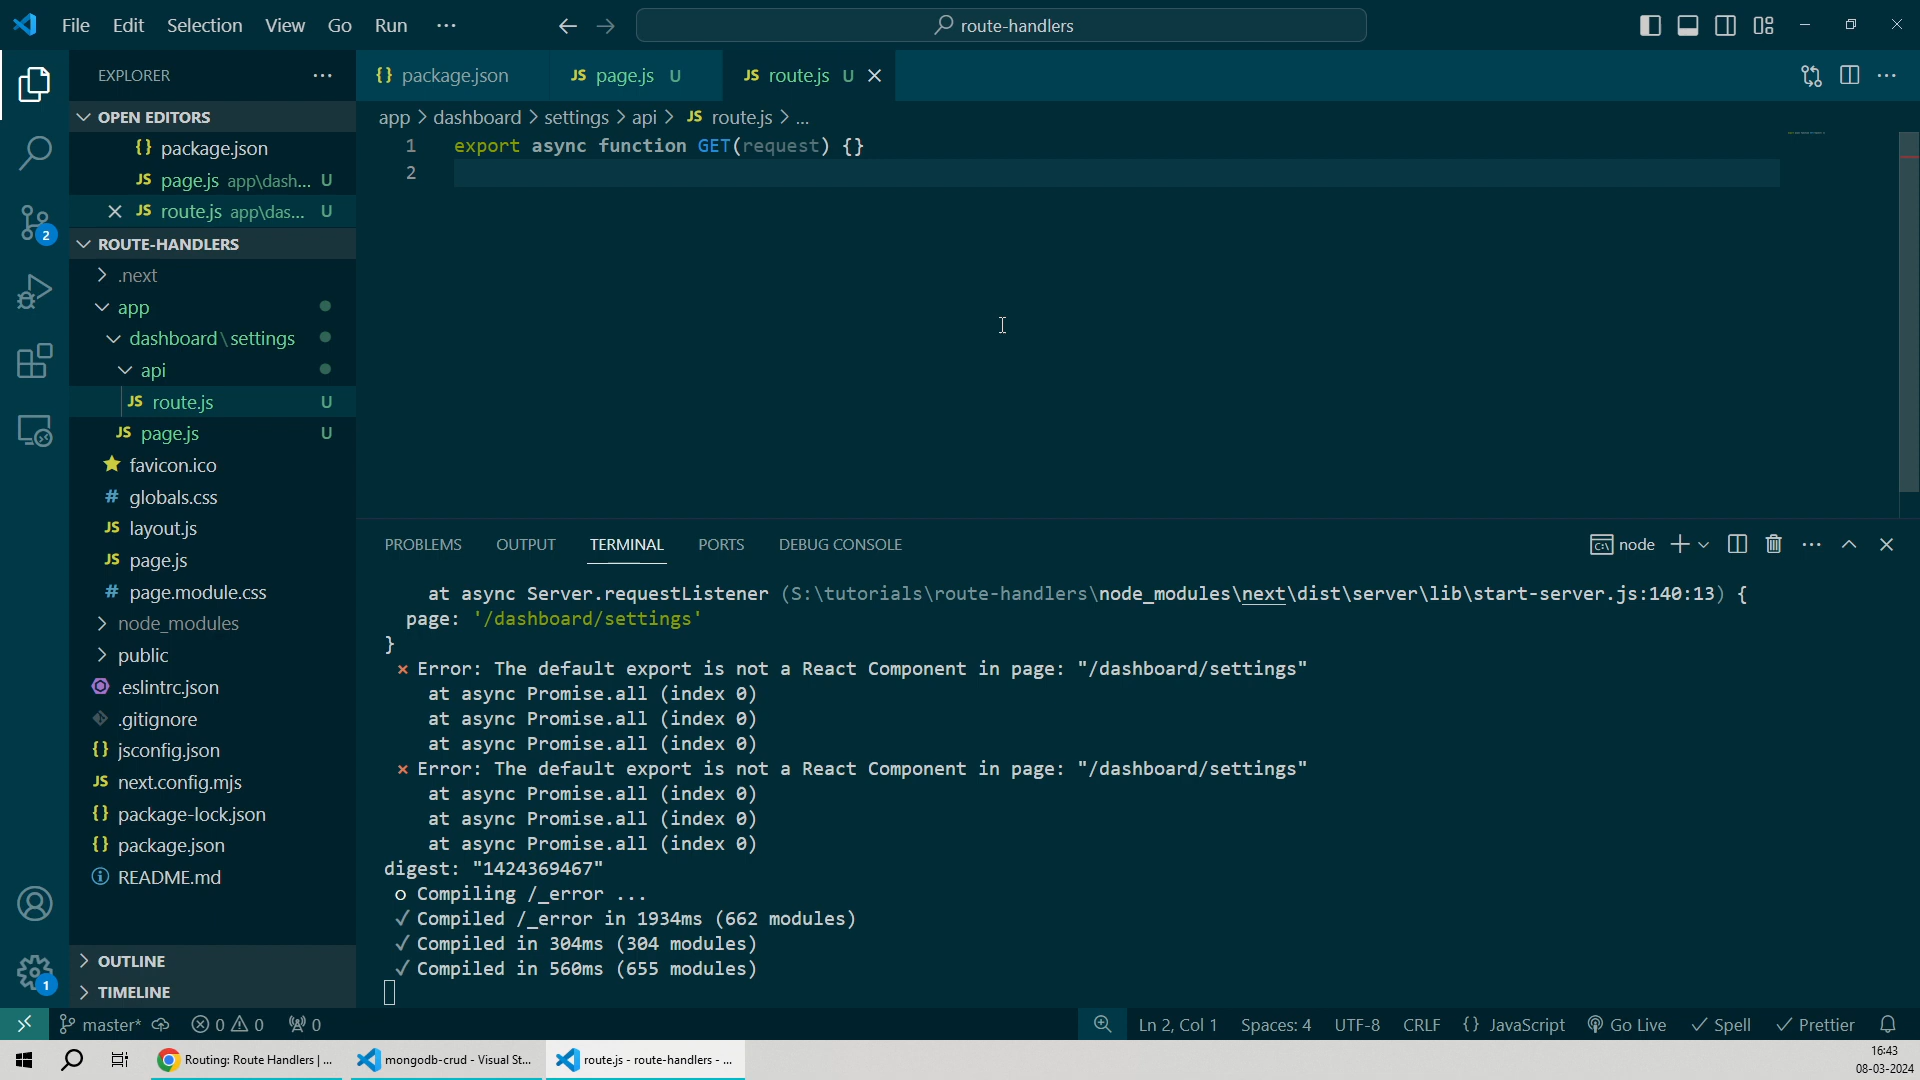 File Edit Selection View Go Run ...
route-handlers
EXPLORER
OPEN EDITORS
{} package.json
JS page.js app\dash... U
JS route.js app\das... U
ROUTE-HANDLERS
.next
app
dashboard\settings
api
JS route.js U
JS page.js U
favicon.ico
# globals.css
JS layout.js
JS page.js
# page.module.css
node_modules
public
.eslintrc.json
.gitignore
{} jsconfig.json
JS next.config.mjs
{} package-lock.json
{} package.json
README.md
OUTLINE
TIMELINE
2
1
{} package.json
JS page.js U
JS route.js U
app > dashboard > settings > api > JS route.js > ...
1 export async function GET(request) {}
2
PROBLEMS OUTPUT TERMINAL PORTS DEBUG CONSOLE
node
at async Server.requestListener (S:\tutorials\route-handlers\node_modules\next\dist\server\lib\start-server.js:140:13) {
page: '/dashboard/settings'
}
⨯ Error: The default export is not a React Component in page: "/dashboard/settings"
at async Promise.all (index 0)
at async Promise.all (index 0)
at async Promise.all (index 0)
⨯ Error: The default export is not a React Component in page: "/dashboard/settings"
at async Promise.all (index 0)
at async Promise.all (index 0)
at async Promise.all (index 0)
digest: "1424369467"
○ Compiling /_error ...
✓ Compiled /_error in 1934ms (662 modules)
✓ Compiled in 304ms (304 modules)
✓ Compiled in 560ms (655 modules)
master* 0 0 0
Ln 2, Col 1 Spaces: 4 UTF-8 CRLF {} JavaScript Go Live ✓ Spell ✓ Prettier
Routing: Route Handlers | ...
mongodb-crud - Visual St...
route.js - route-handlers - ...
16:43
08-03-2024